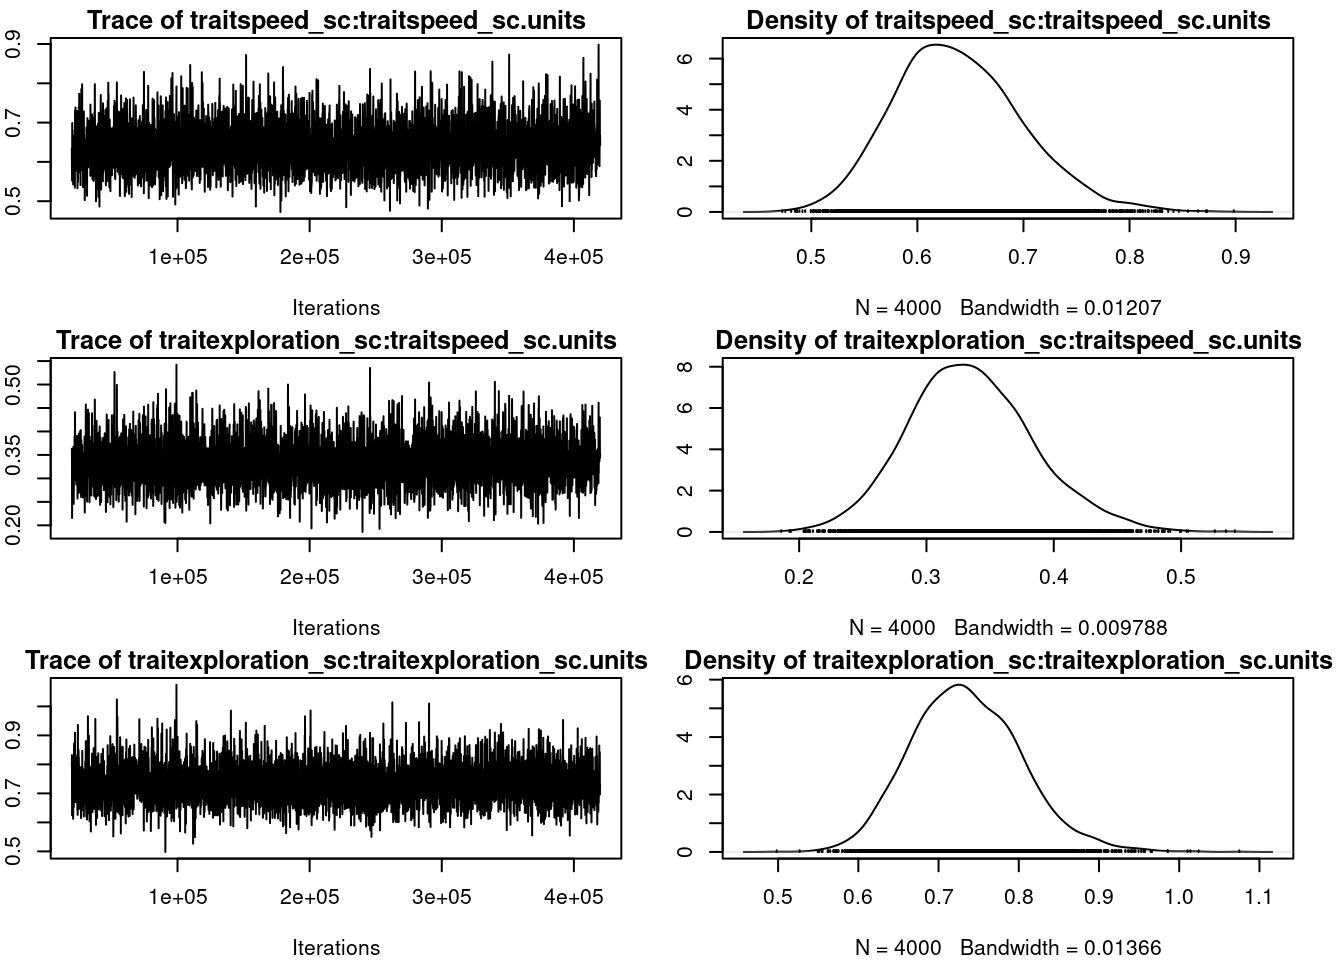 Trace of traitspeed_sc:traitspeed_sc.units
0.5 0.7 0.9
1e+05 2e+05 3e+05 4e+05
Iterations
Density of traitspeed_sc:traitspeed_sc.units
0 2 4 6
0.5 0.6 0.7 0.8 0.9
N = 4000 Bandwidth = 0.01207
Trace of traitexploration_sc:traitspeed_sc.units
0.20 0.35 0.50
1e+05 2e+05 3e+05 4e+05
Iterations
Density of traitexploration_sc:traitspeed_sc.units
0 2 4 6 8
0.2 0.3 0.4 0.5
N = 4000 Bandwidth = 0.009788
Trace of traitexploration_sc:traitexploration_sc.units
0.5 0.7 0.9
1e+05 2e+05 3e+05 4e+05
Iterations
Density of traitexploration_sc:traitexploration_sc.units
0 2 4 6
0.5 0.6 0.7 0.8 0.9 1.0 1.1
N = 4000 Bandwidth = 0.01366